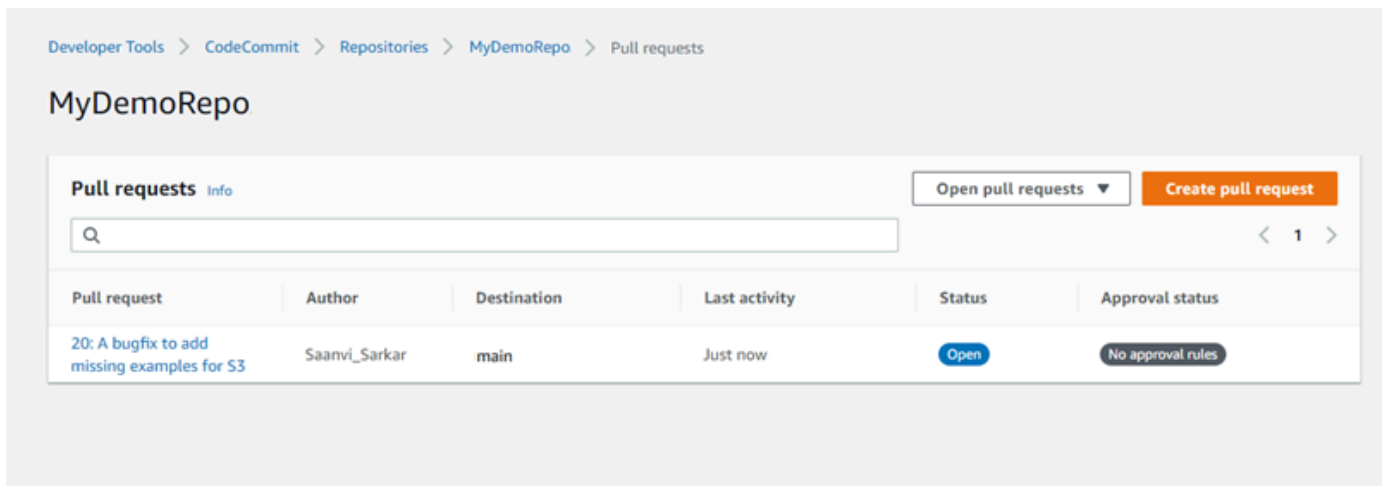 Developer Tools > CodeCommit > Repositories > MyDemoRepo > Pull requests
MyDemoRepo
Pull requests Info Open pull requests ▼ Create pull request
< 1 >
Pull request Author Destination Last activity Status Approval status
20: A bugfix to add
missing examples for S3 Saanvi_Sarkar main Just now Open No approval rules